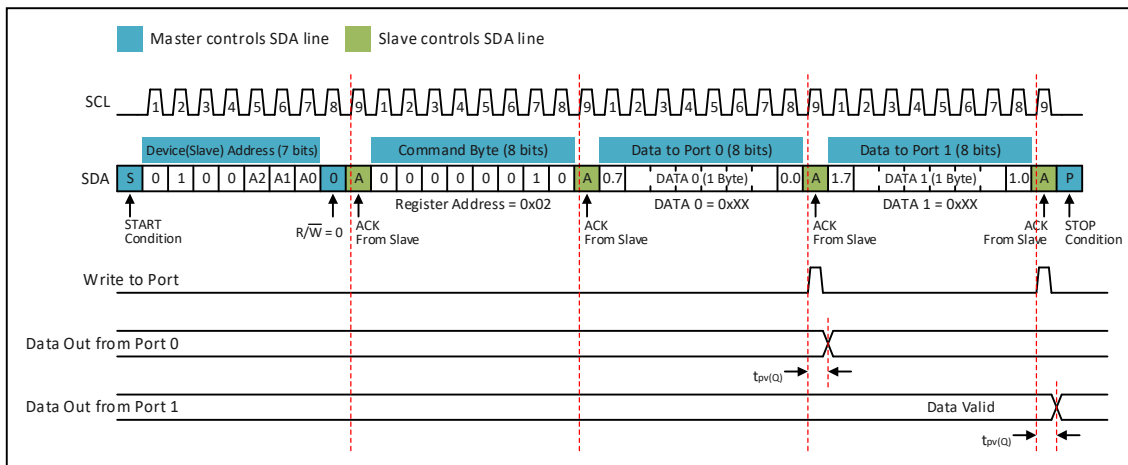 Master controls SDA line Slave controls SDA line
SCL 1 2 3 4 5 6 7 8 9 1 2 3 4 5 6 7 8 9 1 2 3 4 5 6 7 8 9 1 2 3 4 5 6 7 8 9
Device(Slave) Address (7 bits) Command Byte (8 bits) Data to Port 0 (8 bits) Data to Port 1 (8 bits)
SDA S 0 1 0 0 A2 A1 A0 0 A 0 0 0 0 0 0 1 0 A 0.7 DATA 0 (1 Byte) 0.0 A 1.7 DATA 1 (1 Byte) 1.0 A P
Register Address = 0x02 DATA 0 = 0xXX DATA 1 = 0xXX
START Condition
R/W̅ = 0
ACK From Slave
ACK From Slave
ACK From Slave
ACK From Slave
STOP Condition
Write to Port
Data Out from Port 0
tpv(Q)
Data Out from Port 1 Data Valid
tpv(Q)